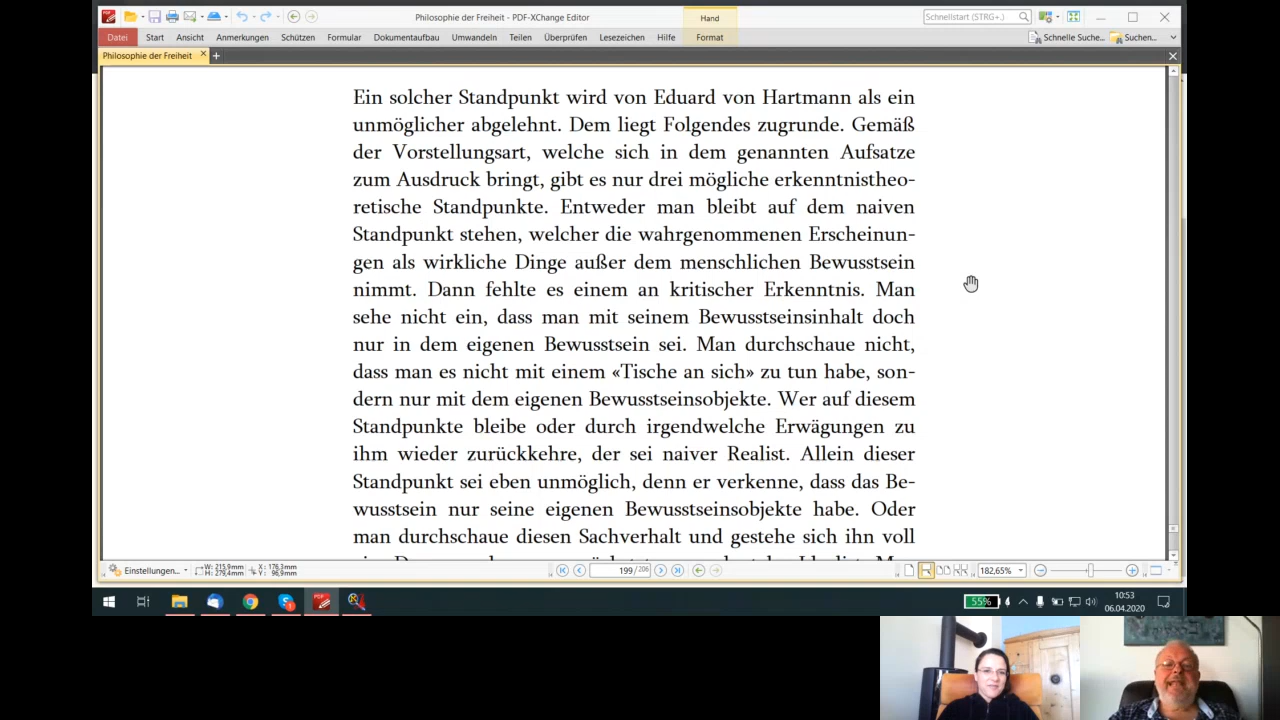 Philosophie der Freiheit - PDF-XChange Editor
Hand
Schnellstart (STRG+.)
Datei Start Ansicht Anmerkungen Schützen Formular Dokumentaufbau Umwandeln Teilen Überprüfen Lesezeichen Hilfe Format Schnelle Suche... Suchen...
Philosophie der Freiheit
Ein solcher Standpunkt wird von Eduard von Hartmann als ein
unmöglicher abgelehnt. Dem liegt Folgendes zugrunde. Gemäß
der Vorstellungsart, welche sich in dem genannten Aufsatze
zum Ausdruck bringt, gibt es nur drei mögliche erkenntnistheo-
retische Standpunkte. Entweder man bleibt auf dem naiven
Standpunkt stehen, welcher die wahrgenommenen Erscheinun-
gen als wirkliche Dinge außer dem menschlichen Bewusstsein
nimmt. Dann fehlte es einem an kritischer Erkenntnis. Man
sehe nicht ein, dass man mit seinem Bewusstseinsinhalt doch
nur in dem eigenen Bewusstsein sei. Man durchschaue nicht,
dass man es nicht mit einem «Tische an sich» zu tun habe, son-
dern nur mit dem eigenen Bewusstseinsobjekte. Wer auf diesem
Standpunkte bleibe oder durch irgendwelche Erwägungen zu
ihm wieder zurückkehre, der sei naiver Realist. Allein dieser
Standpunkt sei eben unmöglich, denn er verkenne, dass das Be-
wusstsein nur seine eigenen Bewusstseinsobjekte habe. Oder
man durchschaue diesen Sachverhalt und gestehe sich ihn voll
Einstellungen...
W: 215,9mm X: 176,3mm
H: 279,4mm Y: 96,9mm
199 / 206
182,65%
55%
10:53
06.04.2020